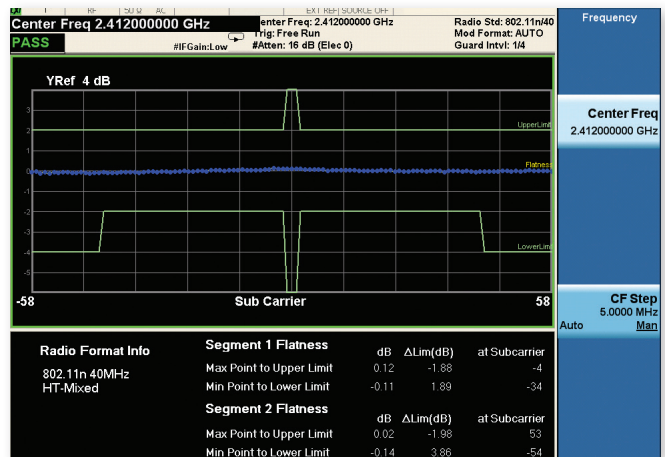 RF 50 Ω AC EXT REF SOURCE OFF
Center Freq 2.412000000 GHz
enter Freq: 2.412000000 GHz
Radio Std: 802.11n/40
Trig: Free Run
Mod Format: AUTO
PASS
#IFGain:Low
#Atten: 16 dB (Elec 0)
Guard Intvl: 1/4
Frequency
Center Freq
2.412000000 GHz
CF Step
5.0000 MHz
Auto Man
YRef 4 dB
3
2
1
0
-1
-2
-3
-4
-5
UpperLimit
Flatness
LowerLim
-58
Sub Carrier
58
Radio Format Info
802.11n 40MHz
HT-Mixed
Segment 1 Flatness
dB ΔLim(dB) at Subcarrier
Max Point to Upper Limit 0.12 -1.88 -4
Min Point to Lower Limit -0.11 1.89 -34
Segment 2 Flatness
dB ΔLim(dB) at Subcarrier
Max Point to Upper Limit 0.02 -1.98 53
Min Point to Lower Limit -0.14 3.86 -54